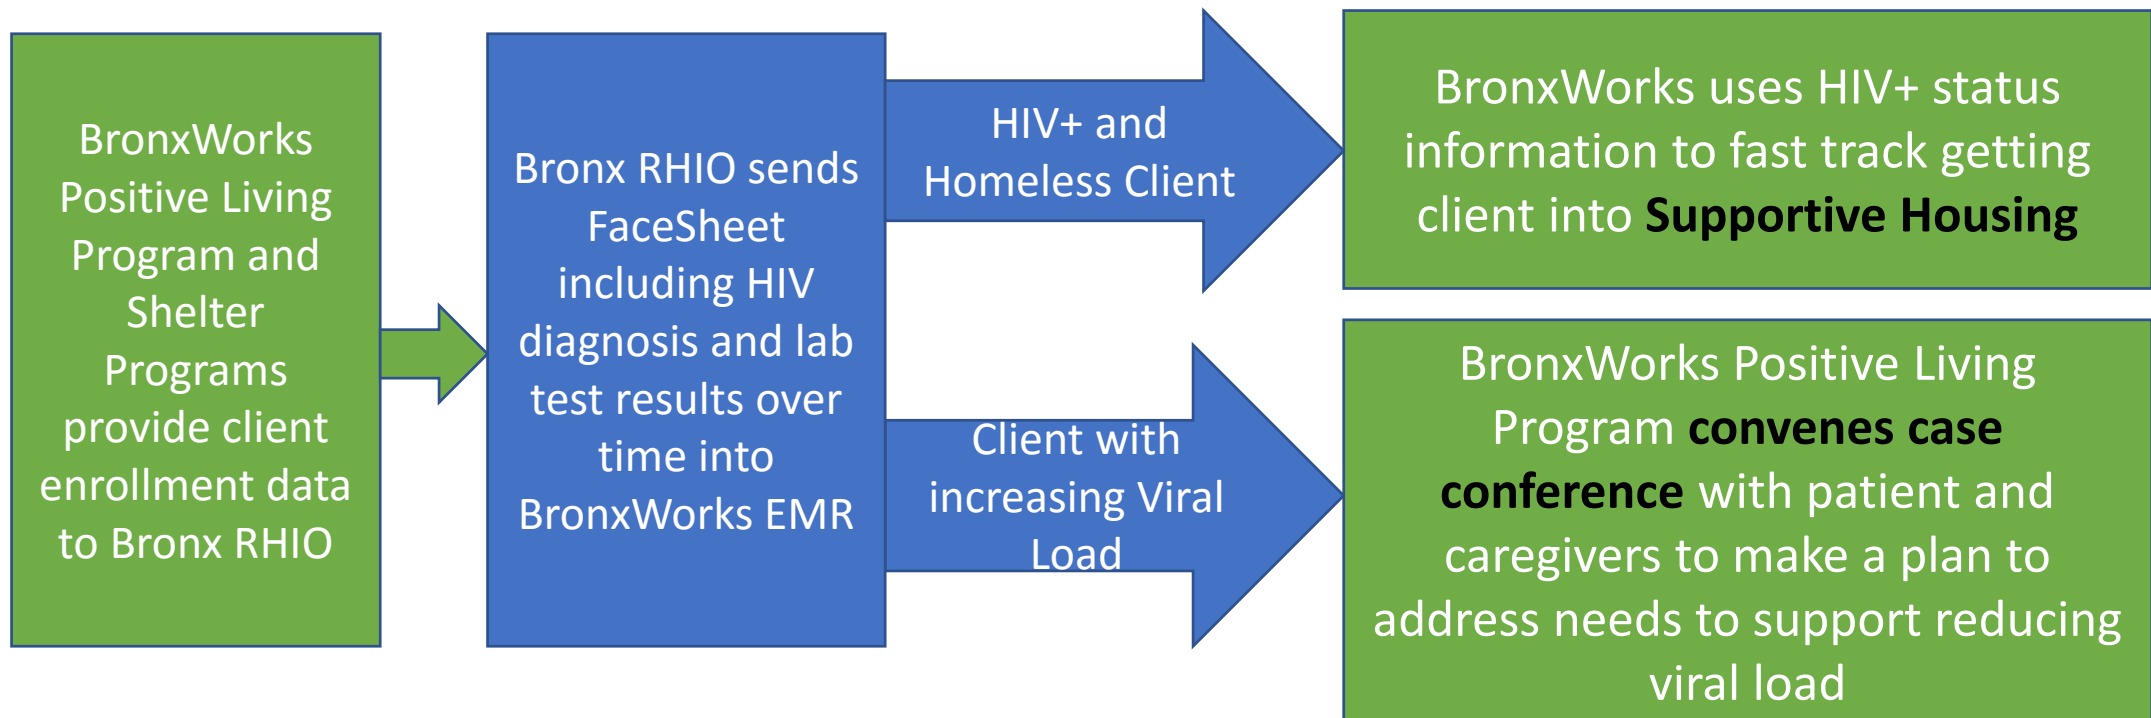 BronxWorks
Positive Living
Program and
Shelter
Programs
provide client
enrollment data
to Bronx RHIO
Bronx RHIO sends
FaceSheet
including HIV
diagnosis and lab
test results over
time into
BronxWorks EMR
HIV+ and
Homeless Client
BronxWorks uses HIV+ status
information to fast track getting
client into Supportive Housing
Client with
increasing Viral
Load
BronxWorks Positive Living
Program convenes case
conference with patient and
caregivers to make a plan to
address needs to support reducing
viral load